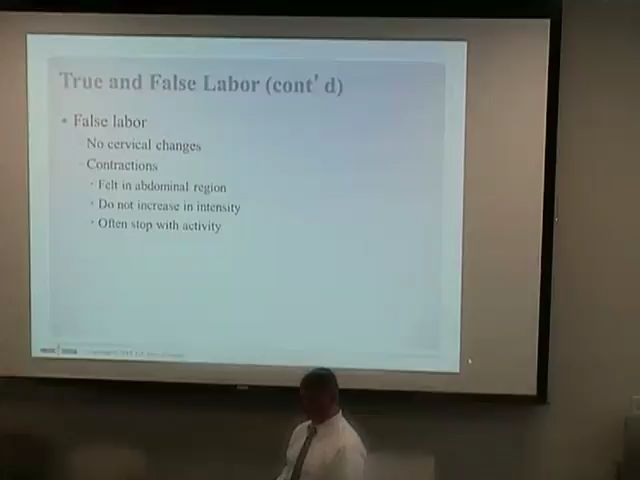 True and False Labor (cont' d)
• False labor
No cervical changes
- Contractions
· Felt in abdominal region
· Do not increase in intensity
· Often stop with activity